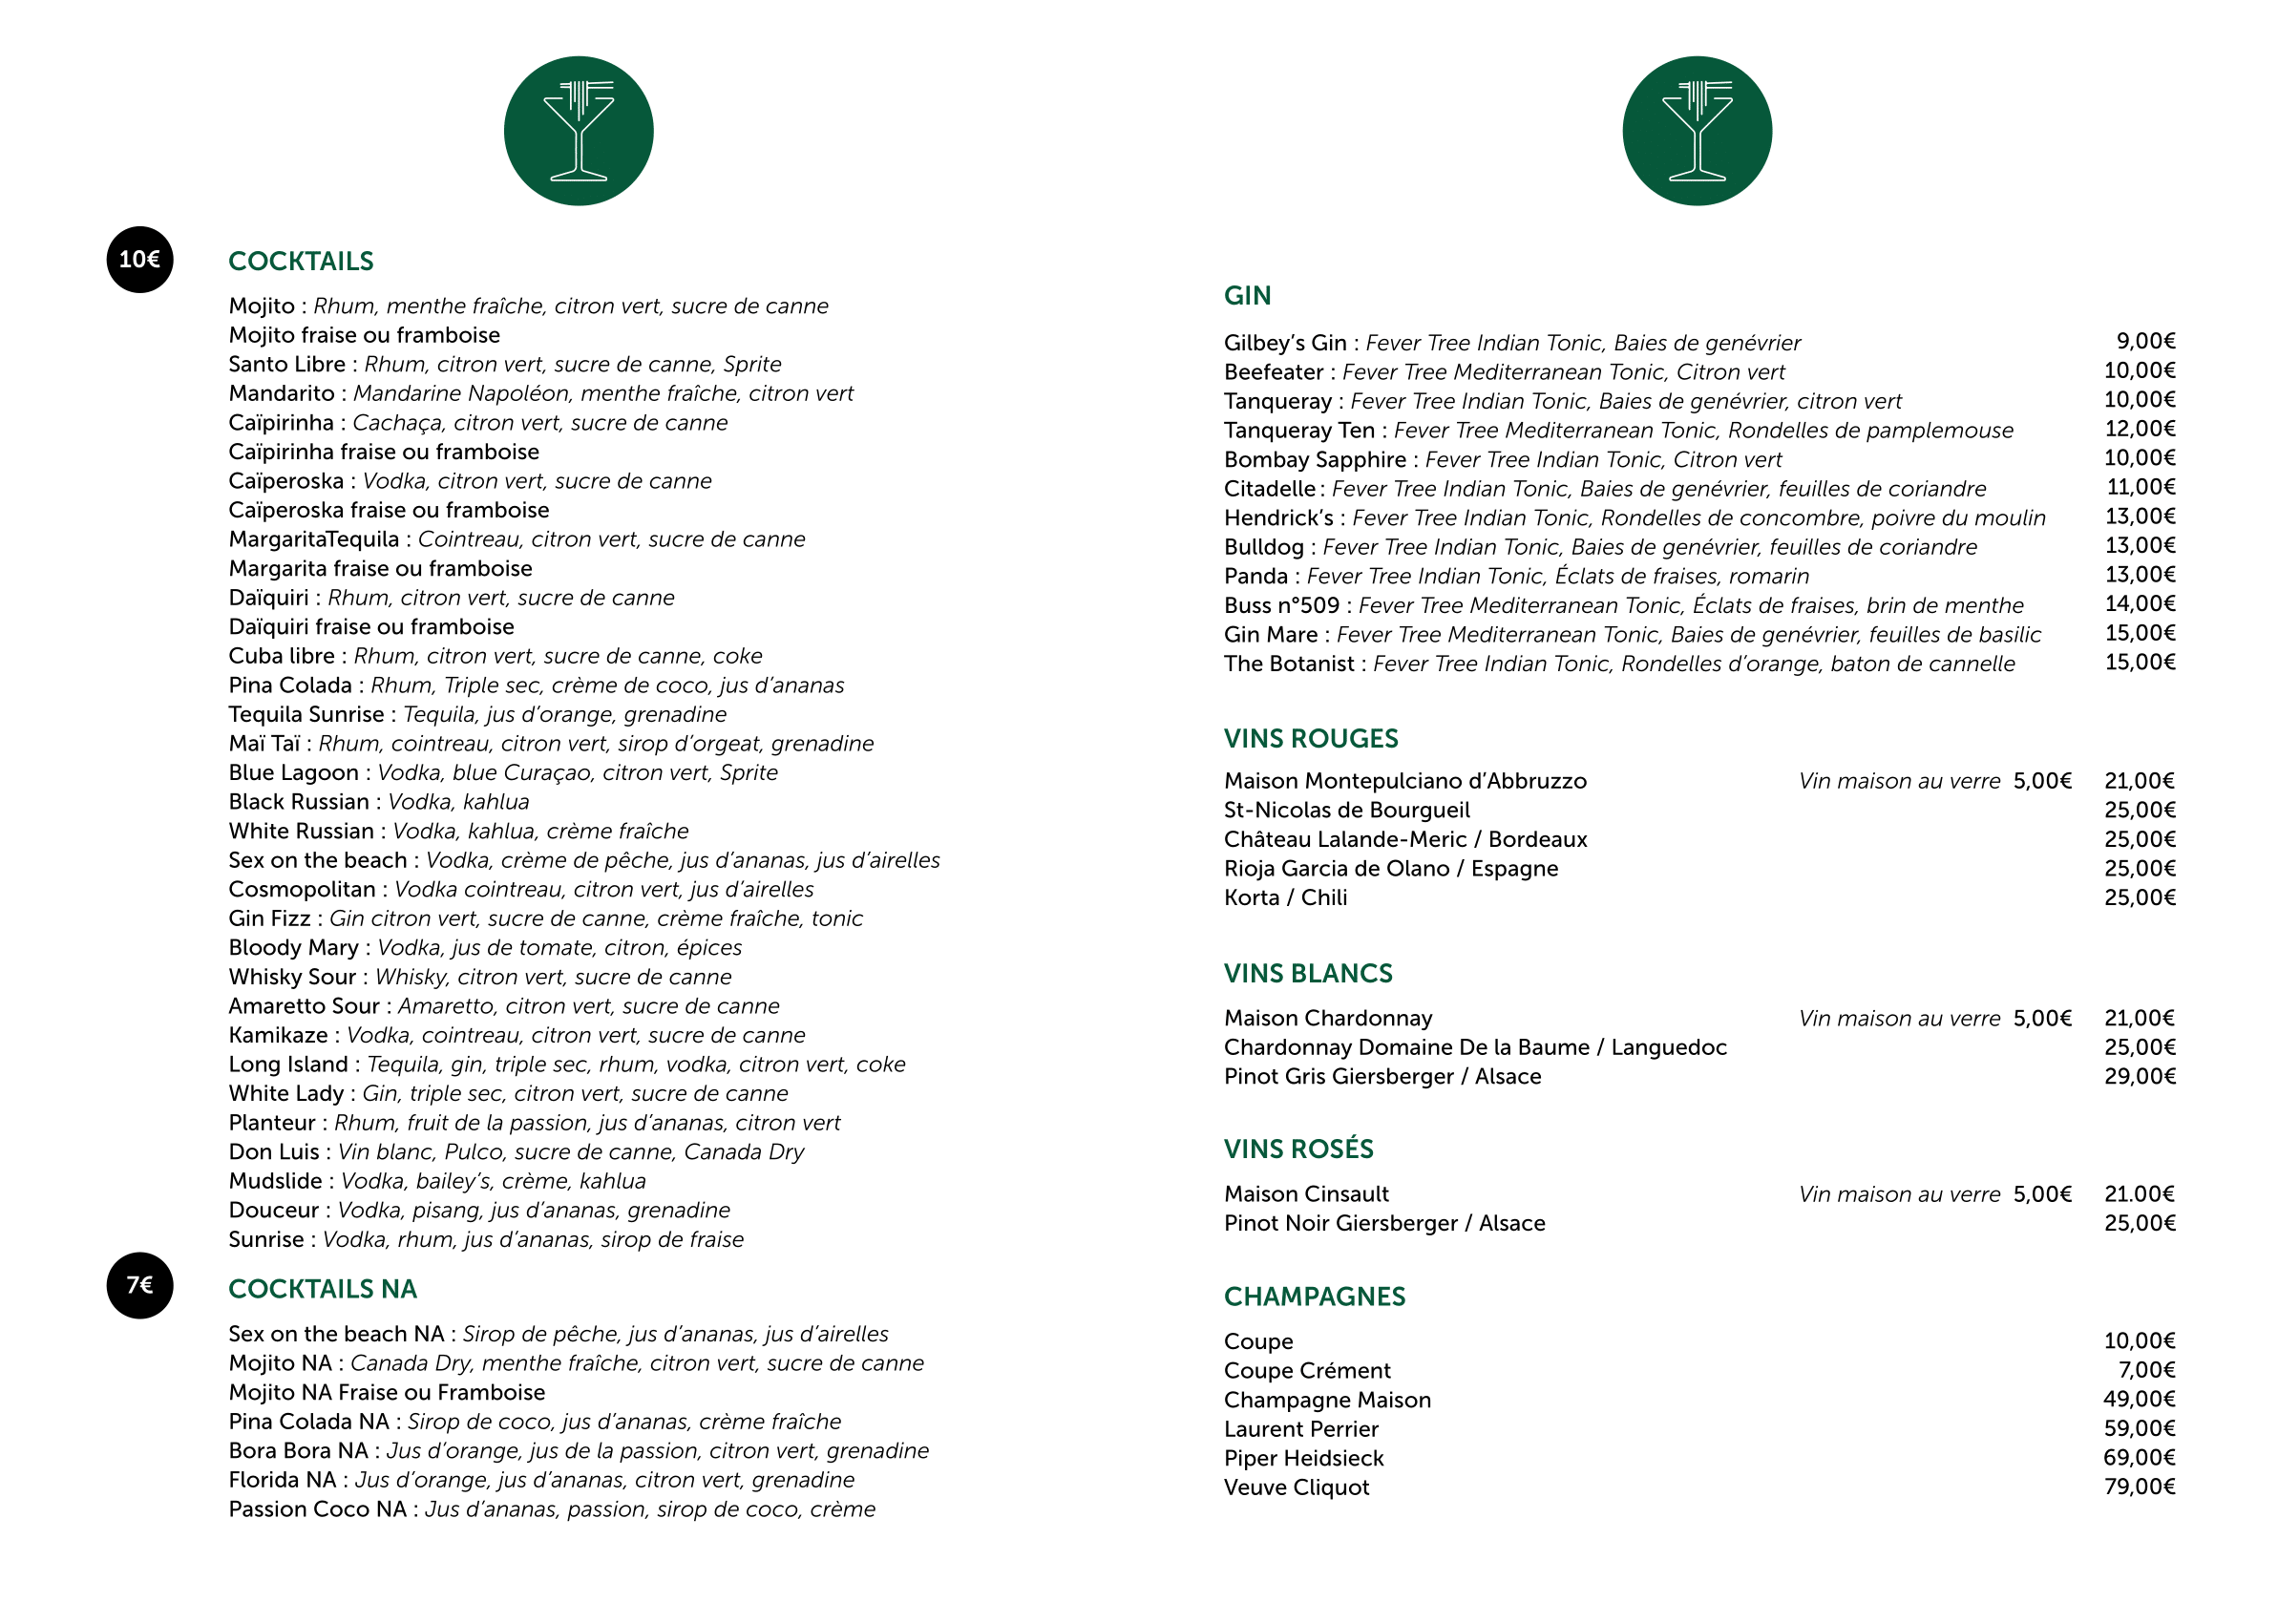 10€
COCKTAILS
Mojito : Rhum, menthe fraîche, citron vert, sucre de canne
Mojito fraise ou framboise
Santo Libre : Rhum, citron vert, sucre de canne, Sprite
Mandarito : Mandarine Napoléon, menthe fraîche, citron vert
Caïpirinha : Cachaça, citron vert, sucre de canne
Caïpirinha fraise ou framboise
Caïperoska : Vodka, citron vert, sucre de canne
Caïperoska fraise ou framboise
MargaritaTequila : Cointreau, citron vert, sucre de canne
Margarita fraise ou framboise
Daïquiri : Rhum, citron vert, sucre de canne
Daïquiri fraise ou framboise
Cuba libre : Rhum, citron vert, sucre de canne, coke
Pina Colada : Rhum, Triple sec, crème de coco, jus d’ananas
Tequila Sunrise : Tequila, jus d’orange, grenadine
Maï Taï : Rhum, cointreau, citron vert, sirop d’orgeat, grenadine
Blue Lagoon : Vodka, blue Curaçao, citron vert, Sprite
Black Russian : Vodka, kahlua
White Russian : Vodka, kahlua, crème fraîche
Sex on the beach : Vodka, crème de pêche, jus d’ananas, jus d’airelles
Cosmopolitan : Vodka cointreau, citron vert, jus d’airelles
Gin Fizz : Gin citron vert, sucre de canne, crème fraîche, tonic
Bloody Mary : Vodka, jus de tomate, citron, épices
Whisky Sour : Whisky, citron vert, sucre de canne
Amaretto Sour : Amaretto, citron vert, sucre de canne
Kamikaze : Vodka, cointreau, citron vert, sucre de canne
Long Island : Tequila, gin, triple sec, rhum, vodka, citron vert, coke
White Lady : Gin, triple sec, citron vert, sucre de canne
Planteur : Rhum, fruit de la passion, jus d’ananas, citron vert
Don Luis : Vin blanc, Pulco, sucre de canne, Canada Dry
Mudslide : Vodka, bailey’s, crème, kahlua
Douceur : Vodka, pisang, jus d’ananas, grenadine
Sunrise : Vodka, rhum, jus d’ananas, sirop de fraise
7€
COCKTAILS NA
Sex on the beach NA : Sirop de pêche, jus d’ananas, jus d’airelles
Mojito NA : Canada Dry, menthe fraîche, citron vert, sucre de canne
Mojito NA Fraise ou Framboise
Pina Colada NA : Sirop de coco, jus d’ananas, crème fraîche
Bora Bora NA : Jus d’orange, jus de la passion, citron vert, grenadine
Florida NA : Jus d’orange, jus d’ananas, citron vert, grenadine
Passion Coco NA : Jus d’ananas, passion, sirop de coco, crème
GIN
Gilbey’s Gin : Fever Tree Indian Tonic, Baies de genévrier 9,00€
Beefeater : Fever Tree Mediterranean Tonic, Citron vert 10,00€
Tanqueray : Fever Tree Indian Tonic, Baies de genévrier, citron vert 10,00€
Tanqueray Ten : Fever Tree Mediterranean Tonic, Rondelles de pamplemouse 12,00€
Bombay Sapphire : Fever Tree Indian Tonic, Citron vert 10,00€
Citadelle : Fever Tree Indian Tonic, Baies de genévrier, feuilles de coriandre 11,00€
Hendrick’s : Fever Tree Indian Tonic, Rondelles de concombre, poivre du moulin 13,00€
Bulldog : Fever Tree Indian Tonic, Baies de genévrier, feuilles de coriandre 13,00€
Panda : Fever Tree Indian Tonic, Éclats de fraises, romarin 13,00€
Buss n°509 : Fever Tree Mediterranean Tonic, Éclats de fraises, brin de menthe 14,00€
Gin Mare : Fever Tree Mediterranean Tonic, Baies de genévrier, feuilles de basilic 15,00€
The Botanist : Fever Tree Indian Tonic, Rondelles d’orange, baton de cannelle 15,00€
VINS ROUGES
Maison Montepulciano d’Abbruzzo Vin maison au verre 5,00€ 21,00€
St-Nicolas de Bourgueil 25,00€
Château Lalande-Meric / Bordeaux 25,00€
Rioja Garcia de Olano / Espagne 25,00€
Korta / Chili 25,00€
VINS BLANCS
Maison Chardonnay Vin maison au verre 5,00€ 21,00€
Chardonnay Domaine De la Baume / Languedoc 25,00€
Pinot Gris Giersberger / Alsace 29,00€
VINS ROSÉS
Maison Cinsault Vin maison au verre 5,00€ 21.00€
Pinot Noir Giersberger / Alsace 25,00€
CHAMPAGNES
Coupe 10,00€
Coupe Crément 7,00€
Champagne Maison 49,00€
Laurent Perrier 59,00€
Piper Heidsieck 69,00€
Veuve Cliquot 79,00€